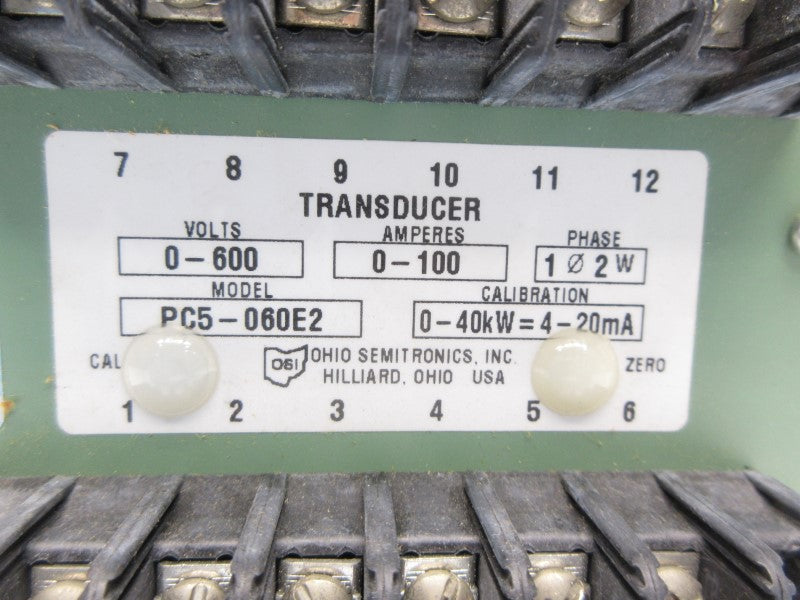 7 8 9 10 11 12
TRANSDUCER
VOLTS AMPERES PHASE
0-600 0-100 1 Ø 2 W
MODEL CALIBRATION
PC5-060E2 0-40kW = 4-20mA
CAL OSI OHIO SEMITRONICS, INC. ZERO
HILLIARD, OHIO USA
1 2 3 4 5 6